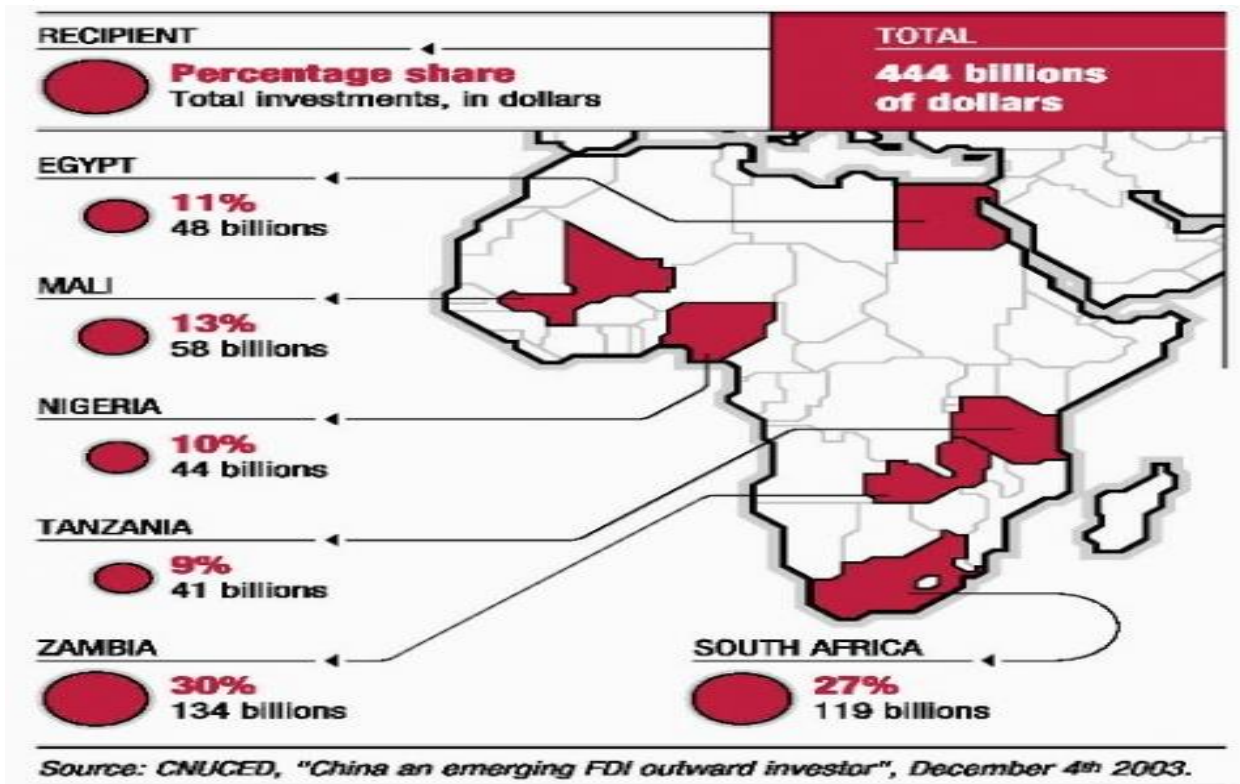 RECIPIENT
Percentage share
Total investments, in dollars
TOTAL
444 billions
of dollars
EGYPT
11%
48 billions
MALI
13%
58 billions
NIGERIA
10%
44 billions
TANZANIA
9%
41 billions
ZAMBIA
30%
134 billions
SOUTH AFRICA
27%
119 billions
Source: CNUCED, "China an emerging FDI outward investor", December 4th 2003.